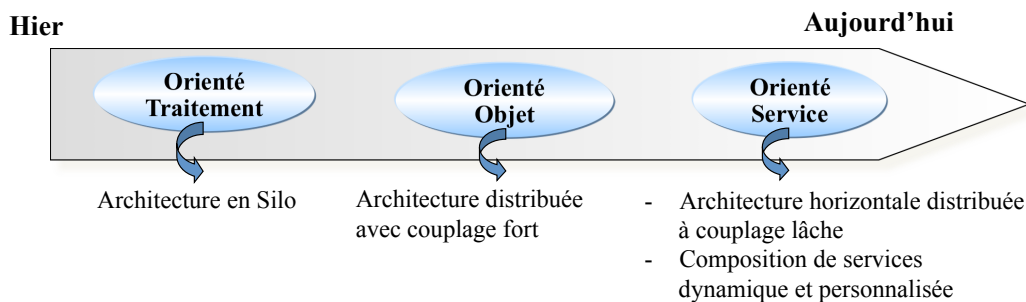 Hier
Aujourd’hui
Orienté
Traitement
Orienté
Objet
Orienté
Service
Architecture en Silo
Architecture distribuée
avec couplage fort
- Architecture horizontale distribuée
à couplage lâche
- Composition de services
dynamique et personnalisée